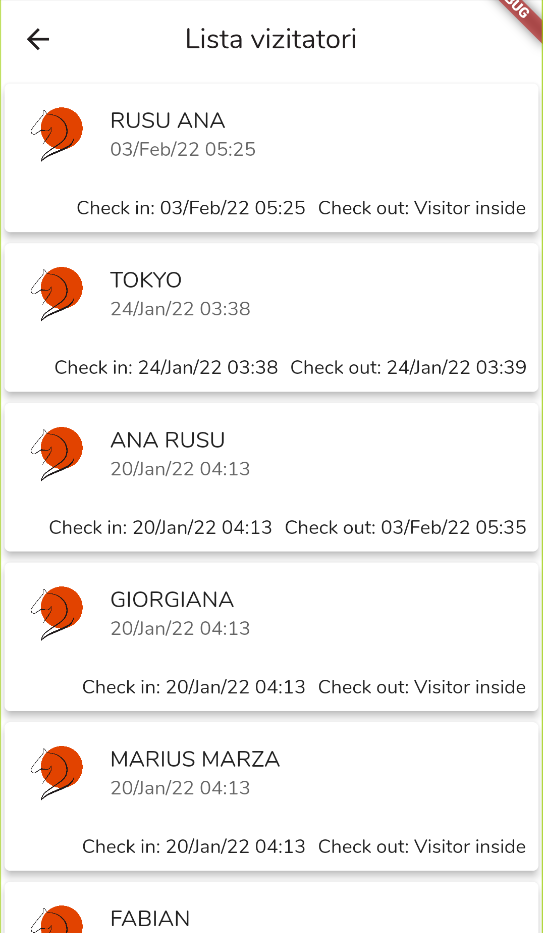 Lista vizitatori
RUSU ANA
03/Feb/22 05:25
Check in: 03/Feb/22 05:25 Check out: Visitor inside
TOKYO
24/Jan/22 03:38
Check in: 24/Jan/22 03:38 Check out: 24/Jan/22 03:39
ANA RUSU
20/Jan/22 04:13
Check in: 20/Jan/22 04:13 Check out: 03/Feb/22 05:35
GIORGIANA
20/Jan/22 04:13
Check in: 20/Jan/22 04:13 Check out: Visitor inside
MARIUS MARZA
20/Jan/22 04:13
Check in: 20/Jan/22 04:13 Check out: Visitor inside
FABIAN